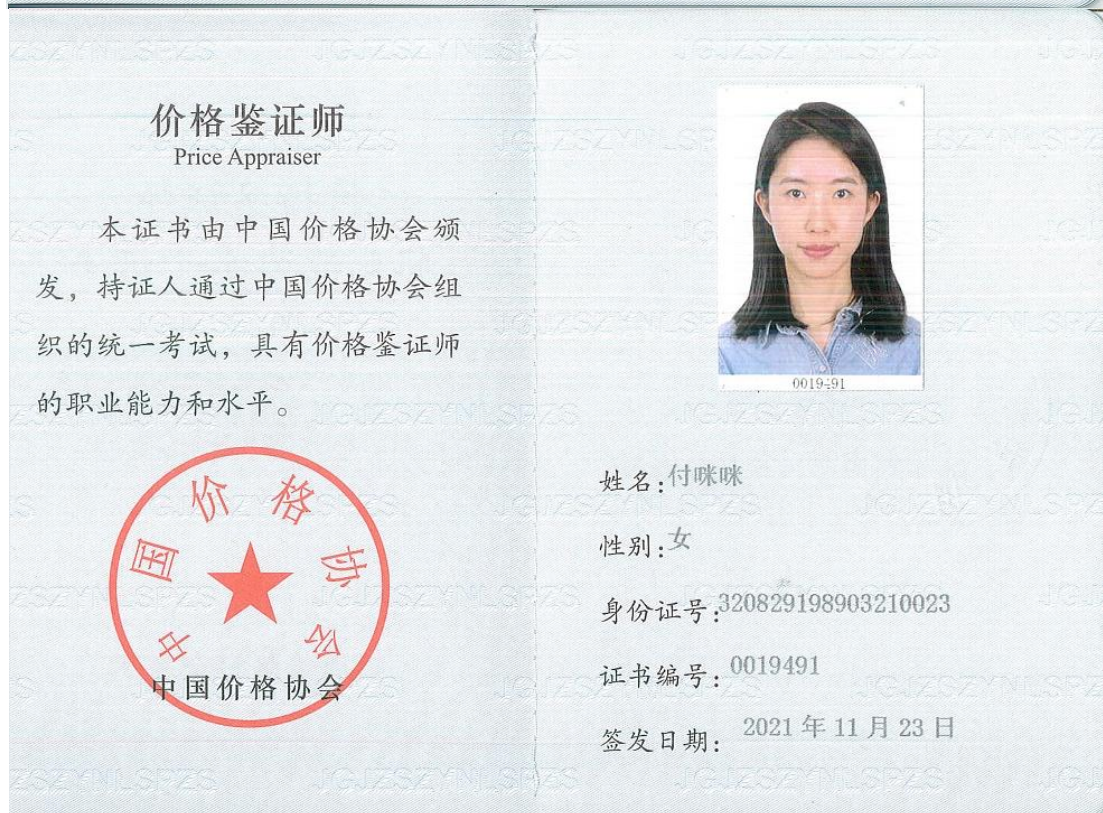 价格鉴证师
Price Appraiser
本证书由中国价格协会颁
发，持证人通过中国价格协会组
织的统一考试，具有价格鉴证师
的职业能力和水平。
中国价格协会
中国价格协会
0019491
姓名:付咪咪
性别:女
身份证号:320829198903210023
证书编号:0019491
签发日期:2021年11月23日